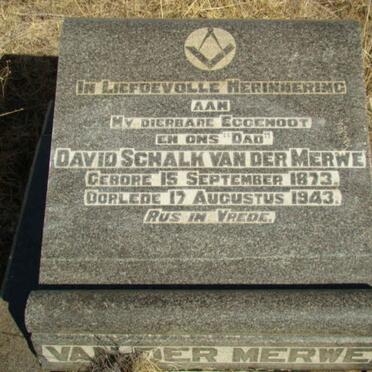 In Liefdevolle Herinnering
aan
My dierbare Eggenoot
en ons "Dad"
David Schalk van der Merwe
Gebore 15 September 1873.
Oorlede 17 Augustus 1943.
Rus in Vrede.
VAN DER MERWE